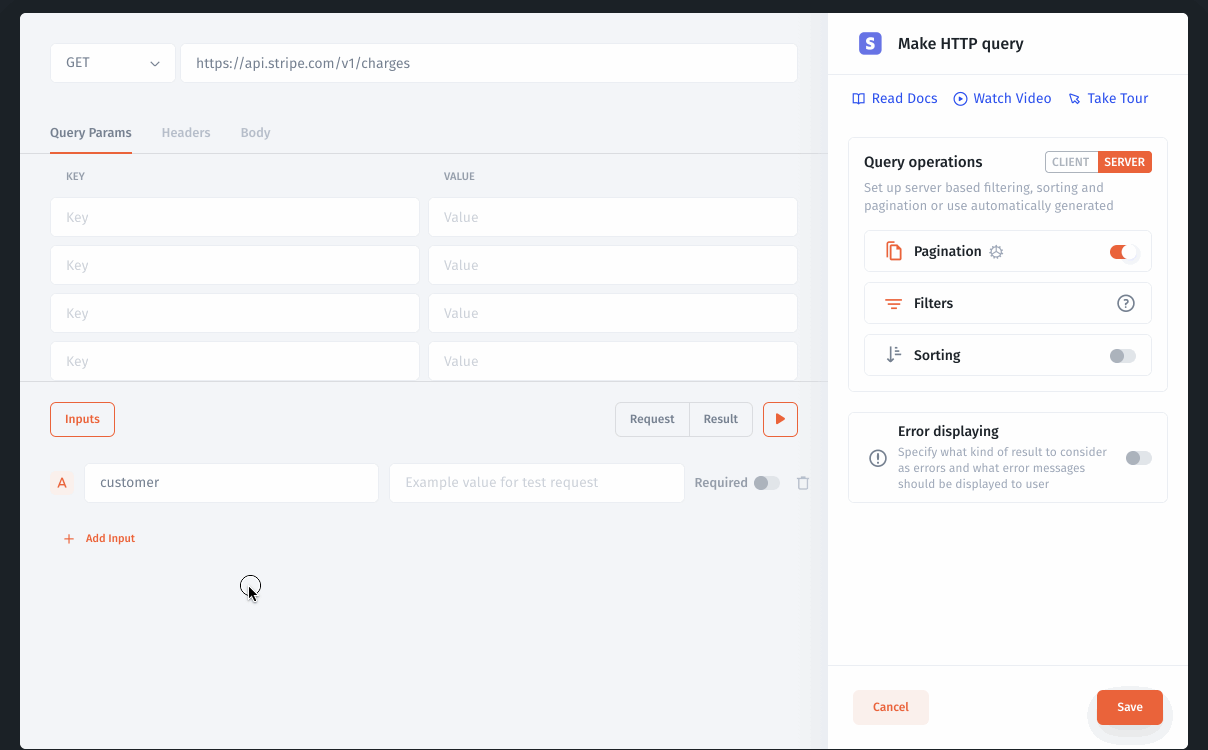 GET
https://api.stripe.com/v1/charges
Query Params Headers Body
KEY VALUE
Key Value
Key Value
Key Value
Key Value
Inputs Request Result
A customer Example value for test request Required
+ Add Input
S Make HTTP query
Read Docs Watch Video Take Tour
Query operations CLIENT SERVER
Set up server based filtering, sorting and
pagination or use automatically generated
Pagination
Filters ?
Sorting
Error displaying
Specify what kind of result to consider
as errors and what error messages
should be displayed to user
Cancel Save